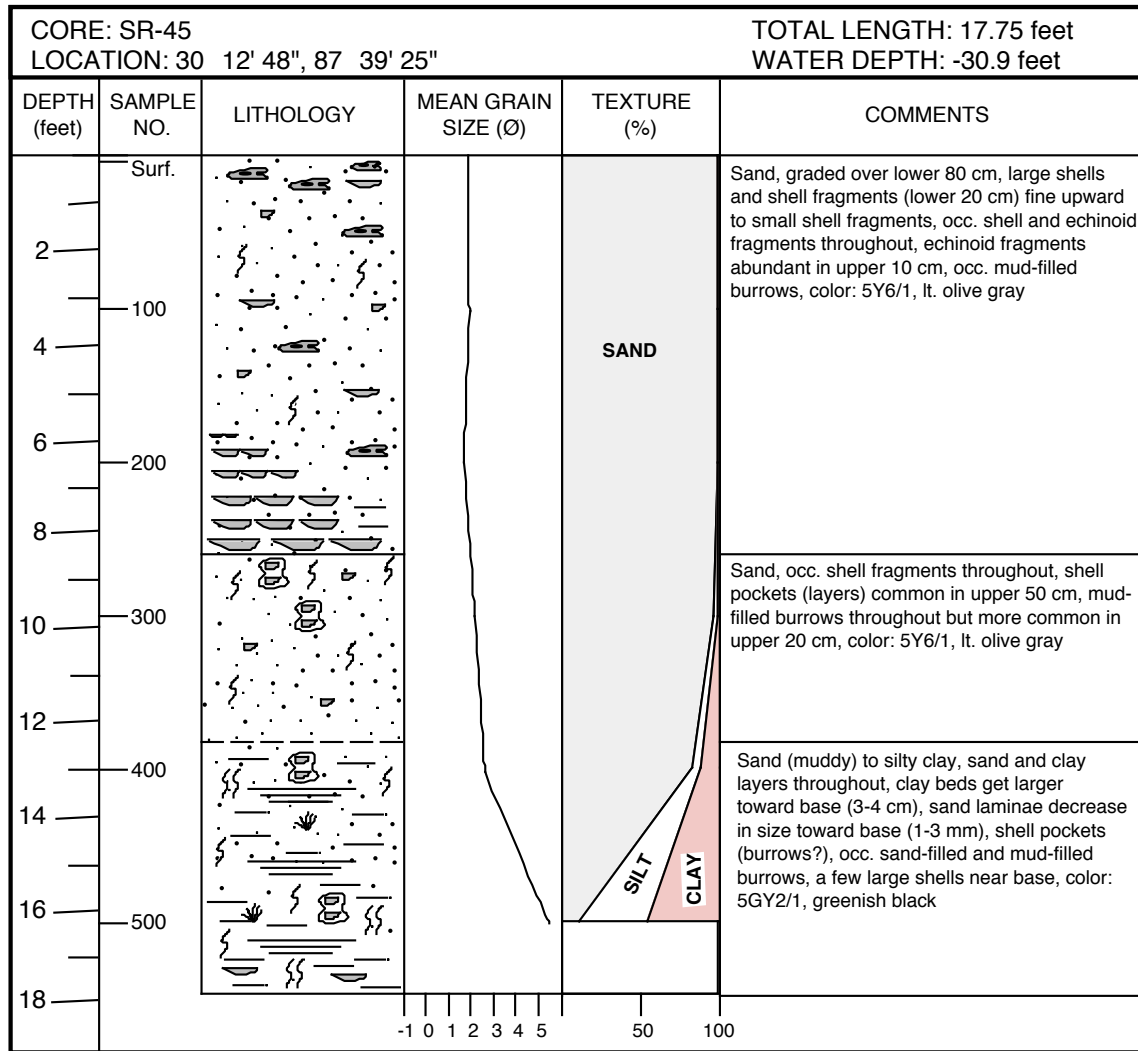 CORE: SR-45
TOTAL LENGTH: 17.75 feet
LOCATION: 30 12' 48", 87 39' 25"
WATER DEPTH: -30.9 feet
DEPTH
(feet)
SAMPLE
NO.
LITHOLOGY
MEAN GRAIN
SIZE (Ø)
TEXTURE
(%)
COMMENTS
Surf.
2
100
4
6
200
8
10
300
12
400
14
16
500
18
SAND
SILT
CLAY
Sand, graded over lower 80 cm, large shells
and shell fragments (lower 20 cm) fine upward
to small shell fragments, occ. shell and echinoid
fragments throughout, echinoid fragments
abundant in upper 10 cm, occ. mud-filled
burrows, color: 5Y6/1, lt. olive gray
Sand, occ. shell fragments throughout, shell
pockets (layers) common in upper 50 cm, mud-
filled burrows throughout but more common in
upper 20 cm, color: 5Y6/1, lt. olive gray
Sand (muddy) to silty clay, sand and clay
layers throughout, clay beds get larger
toward base (3-4 cm), sand laminae decrease
in size toward base (1-3 mm), shell pockets
(burrows?), occ. sand-filled and mud-filled
burrows, a few large shells near base, color:
5GY2/1, greenish black
-1 0 1 2 3 4 5
50 100